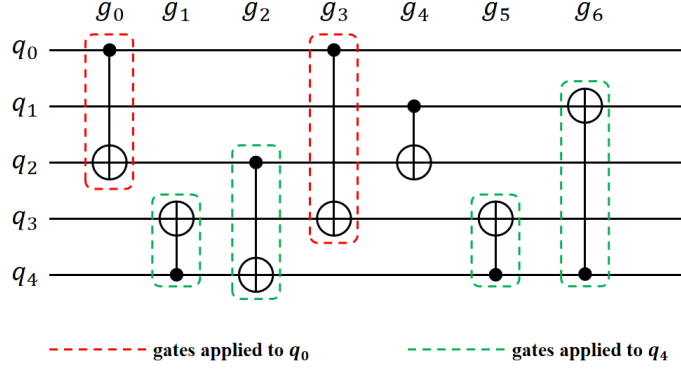 g₀ g₁ g₂ g₃ g₄ g₅ g₆
q₀
q₁
q₂
q₃
q₄
gates applied to q₀ gates applied to q₄